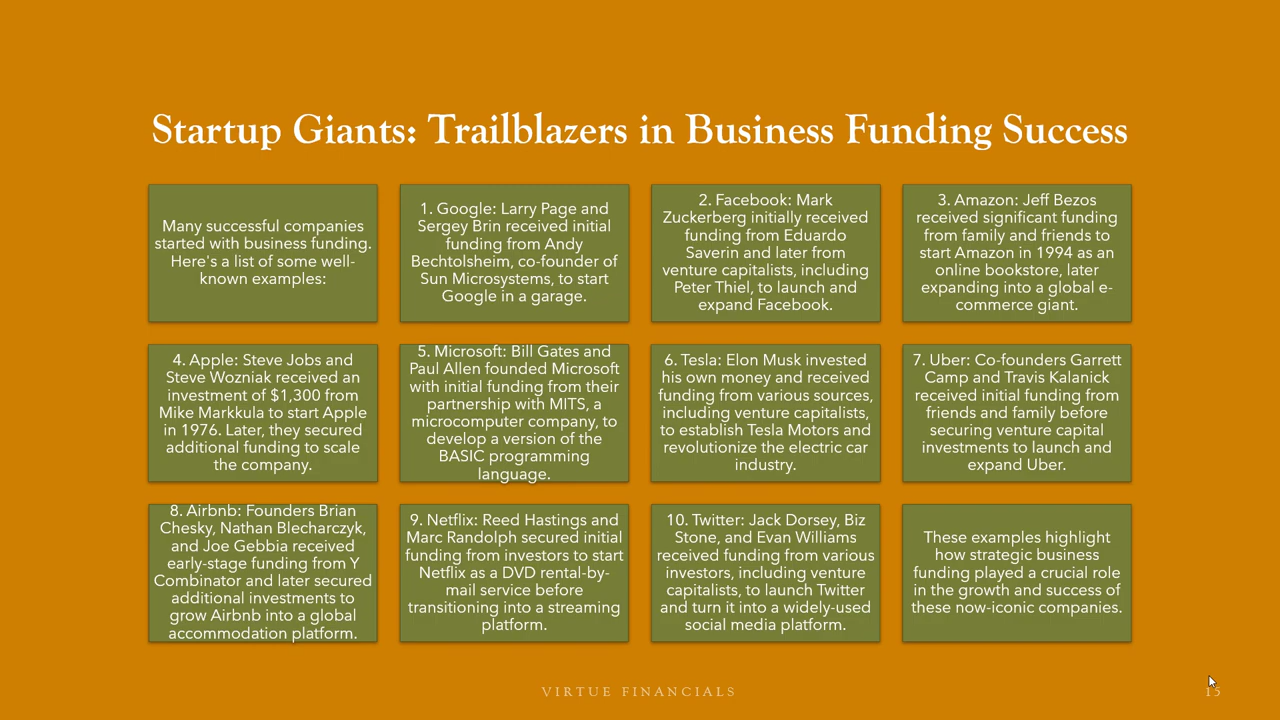 Startup Giants: Trailblazers in Business Funding Success
Many successful companies
started with business funding.
Here's a list of some well-
known examples:
1. Google: Larry Page and
Sergey Brin received initial
funding from Andy
Bechtolsheim, co-founder of
Sun Microsystems, to start
Google in a garage.
2. Facebook: Mark
Zuckerberg initially received
funding from Eduardo
Saverin and later from
venture capitalists, including
Peter Thiel, to launch and
expand Facebook.
3. Amazon: Jeff Bezos
received significant funding
from family and friends to
start Amazon in 1994 as an
online bookstore, later
expanding into a global e-
commerce giant.
4. Apple: Steve Jobs and
Steve Wozniak received an
investment of $1,300 from
Mike Markkula to start Apple
in 1976. Later, they secured
additional funding to scale
the company.
5. Microsoft: Bill Gates and
Paul Allen founded Microsoft
with initial funding from their
partnership with MITS, a
microcomputer company, to
develop a version of the
BASIC programming
language.
6. Tesla: Elon Musk invested
his own money and received
funding from various sources,
including venture capitalists,
to establish Tesla Motors and
revolutionize the electric car
industry.
7. Uber: Co-founders Garrett
Camp and Travis Kalanick
received initial funding from
friends and family before
securing venture capital
investments to launch and
expand Uber.
8. Airbnb: Founders Brian
Chesky, Nathan Blecharczyk,
and Joe Gebbia received
early-stage funding from Y
Combinator and later secured
additional investments to
grow Airbnb into a global
accommodation platform.
9. Netflix: Reed Hastings and
Marc Randolph secured initial
funding from investors to start
Netflix as a DVD rental-by-
mail service before
transitioning into a streaming
platform.
10. Twitter: Jack Dorsey, Biz
Stone, and Evan Williams
received funding from various
investors, including venture
capitalists, to launch Twitter
and turn it into a widely-used
social media platform.
These examples highlight
how strategic business
funding played a crucial role
in the growth and success of
these now-iconic companies.
VIRTUE FINANCIALS
15